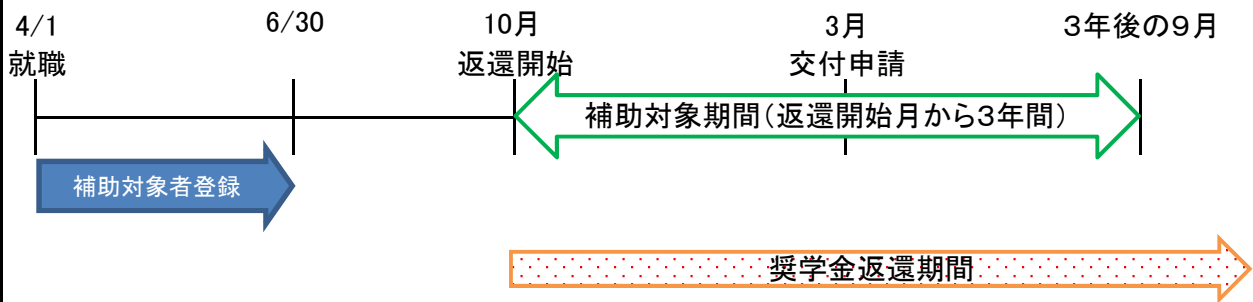 4/1
就職
6/30
10月
返還開始
3月
交付申請
3年後の9月
補助対象期間(返還開始月から3年間)
補助対象者登録
奨学金返還期間